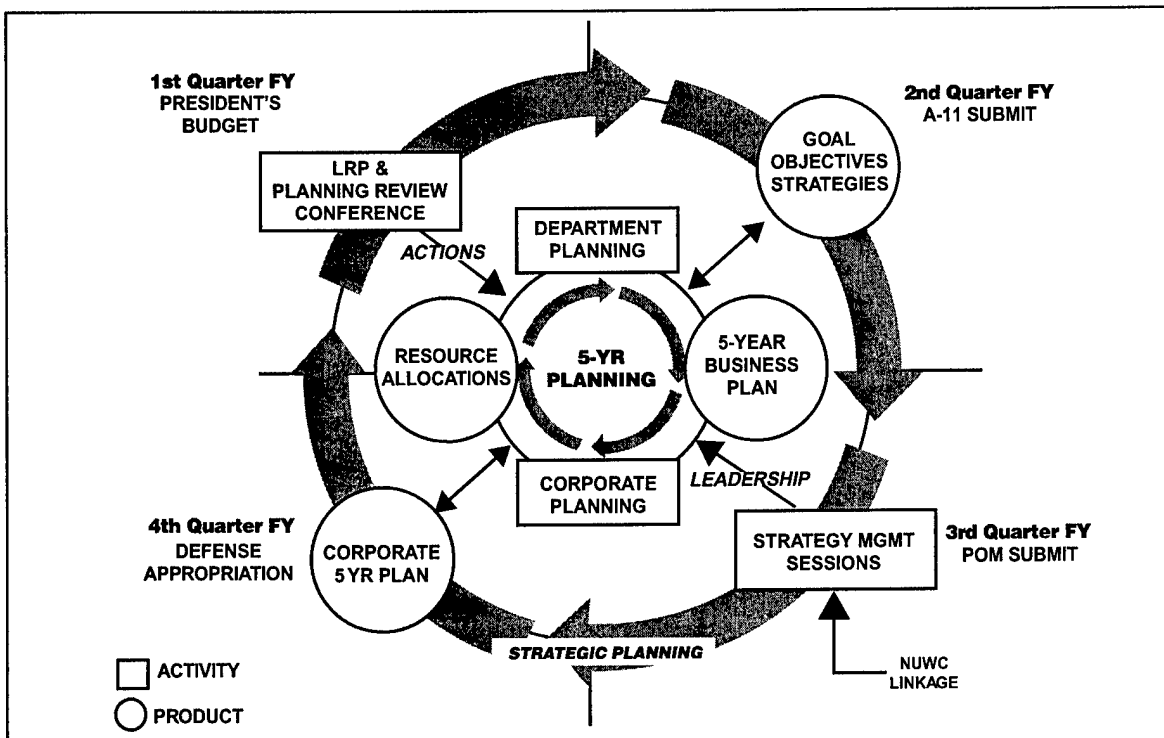 1st Quarter FY
PRESIDENT'S
BUDGET
2nd Quarter FY
A-11 SUBMIT
GOAL
OBJECTIVES
STRATEGIES
LRP &
PLANNING REVIEW
CONFERENCE
ACTIONS
DEPARTMENT
PLANNING
RESOURCE
ALLOCATIONS
5-YR
PLANNING
5-YEAR
BUSINESS
PLAN
CORPORATE
PLANNING
LEADERSHIP
4th Quarter FY
DEFENSE
APPROPRIATION
CORPORATE
5 YR PLAN
STRATEGY MGMT
SESSIONS
3rd Quarter FY
POM SUBMIT
STRATEGIC PLANNING
NUWC
LINKAGE
ACTIVITY
PRODUCT